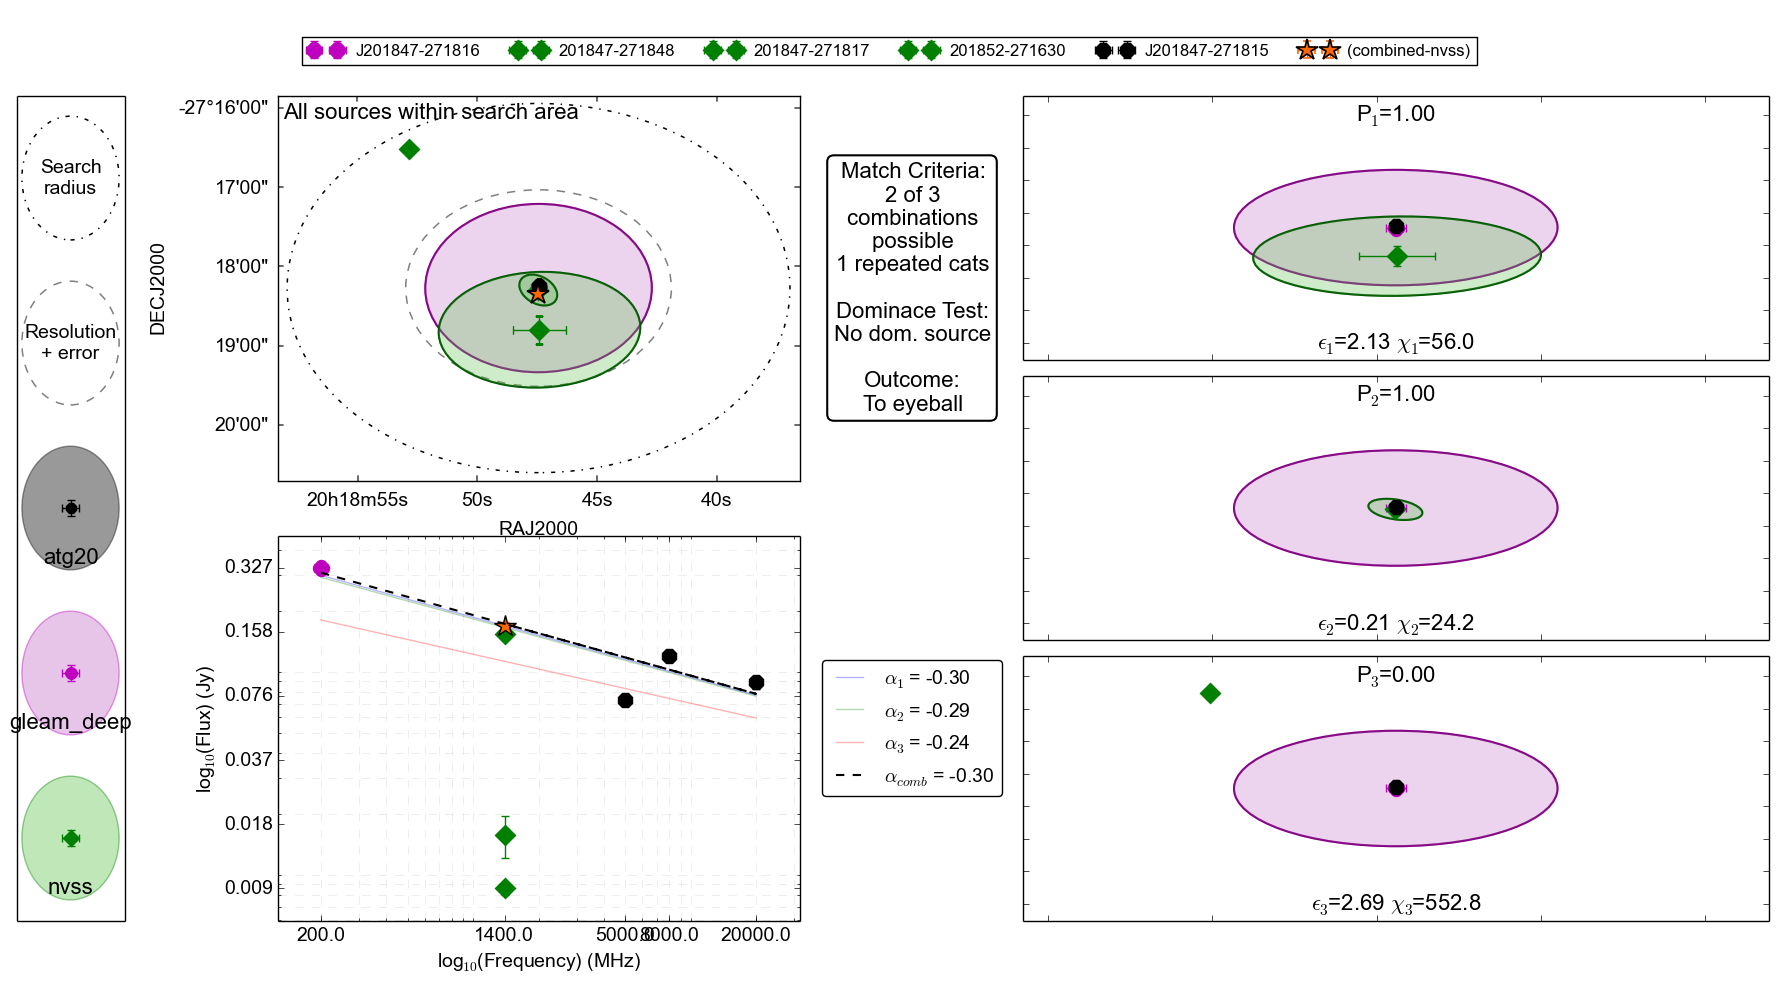 J201847-271816 201847-271848 201847-271817 201852-271630 J201847-271815 (combined-nvss)
Search
radius
Resolution
+ error
atg20
gleam_deep
nvss
All sources within search area
-27°16'00"
17'00"
18'00"
19'00"
20'00"
DECJ2000
20h18m55s 50s 45s 40s
RAJ2000
Match Criteria:
2 of 3
combinations
possible
1 repeated cats
Dominace Test:
No dom. source
Outcome:
To eyeball
0.327
0.158
0.076
0.037
0.018
0.009
log10(Flux) (Jy)
200.0 1400.0 5000.0 8000.0 20000.0
log10(Frequency) (MHz)
α1 = -0.30
α2 = -0.29
α3 = -0.24
αcomb = -0.30
P1=1.00
ϵ1=2.13 χ1=56.0
P2=1.00
ϵ2=0.21 χ2=24.2
P3=0.00
ϵ3=2.69 χ3=552.8